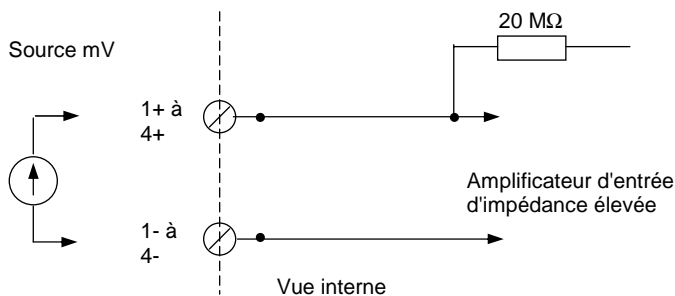 20 MΩ
Source mV
1+ à
4+
Amplificateur d'entrée
d'impédance élevée
1- à
4-
Vue interne